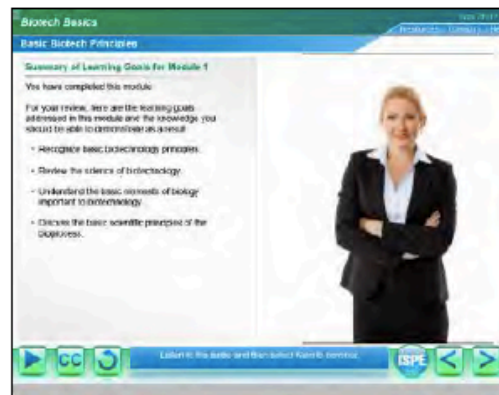 Biotech Basics
Basic Biotech Principles
Summary of Learning Goals for Module 1
You have completed this module
For your review, here are the learning goals
addressed in this module and the knowledge you
should be able to demonstrate as a result
• Recognize basic biotechnology principles.
• Review the science of biotechnology.
• Understand the basic elements of biology
important to biotechnology.
• Discuss the basic scientific principles of the
bioprocess.
CC
Listen to the audio and then select Next to continue.
ISPE